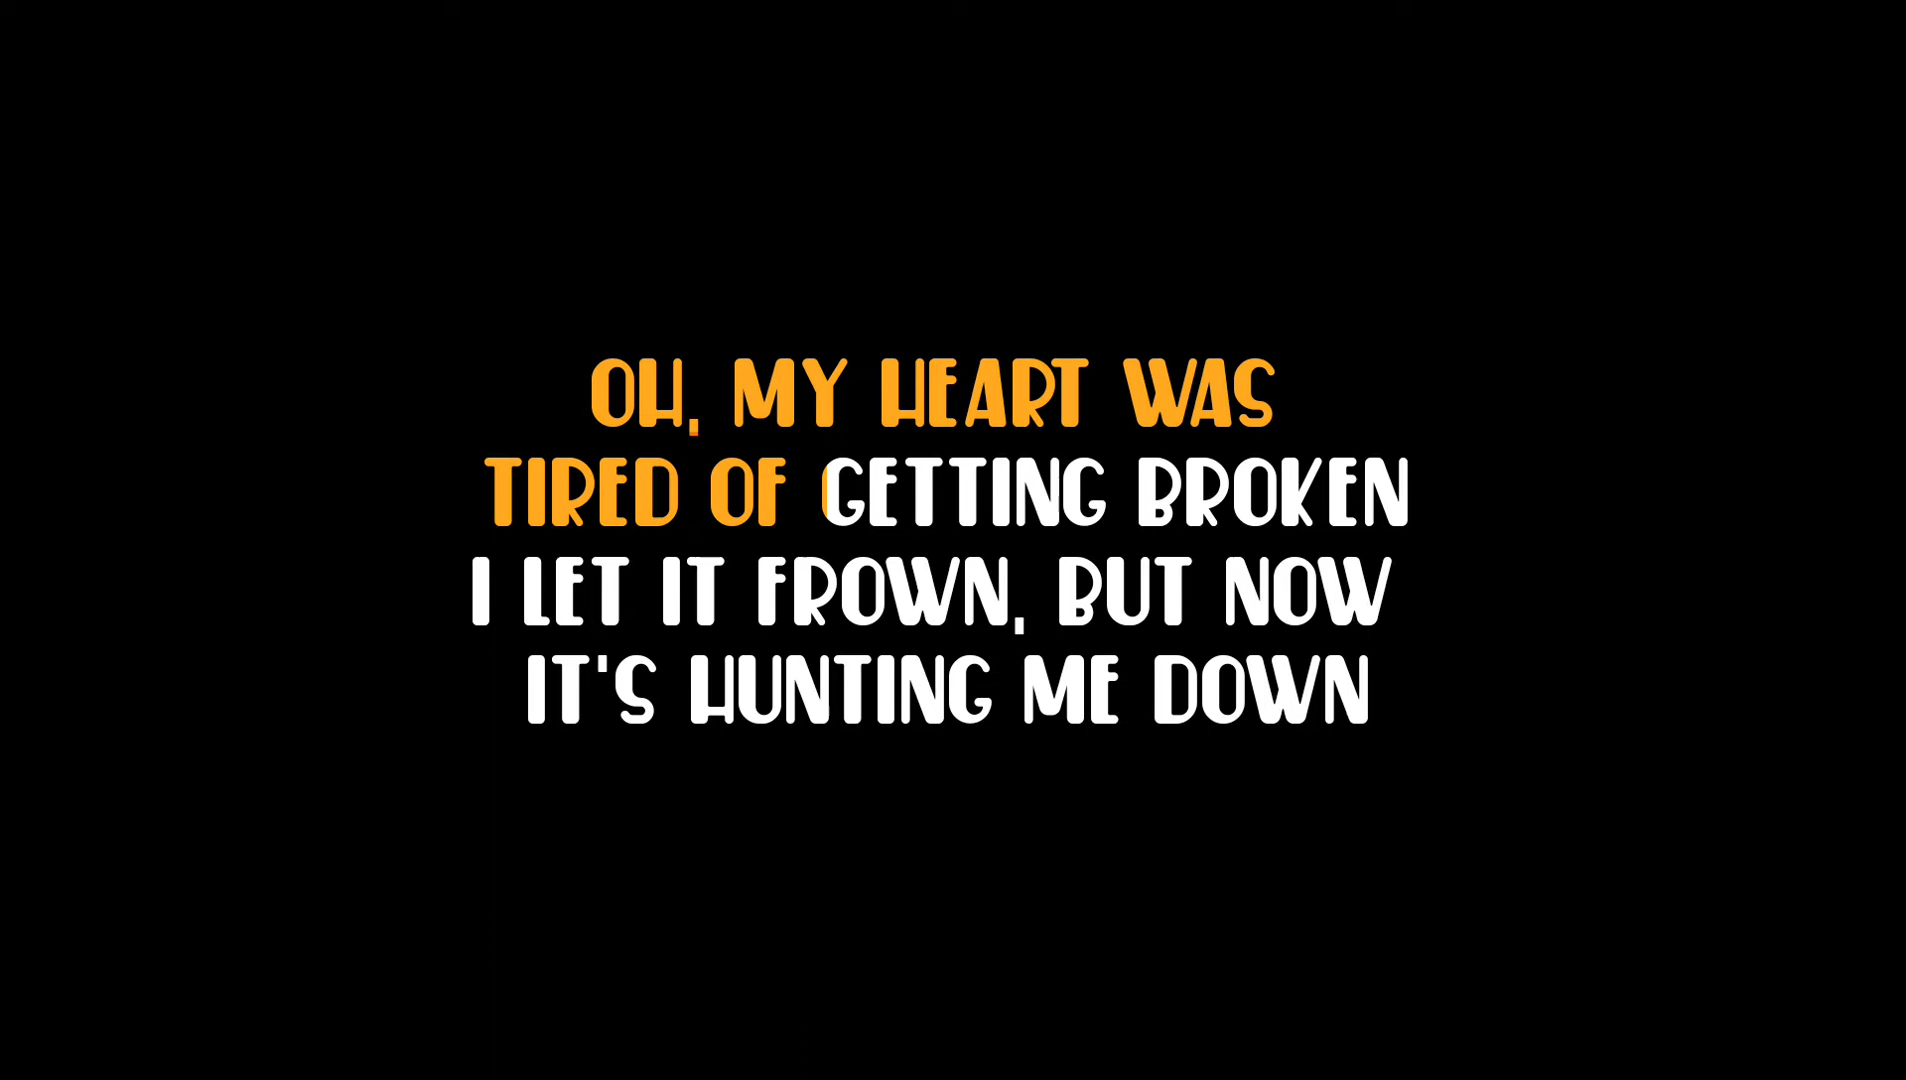 OH, MY HEART WAS
TIRED OF GETTING BROKEN
I LET IT FROWN, BUT NOW
IT'S HUNTING ME DOWN